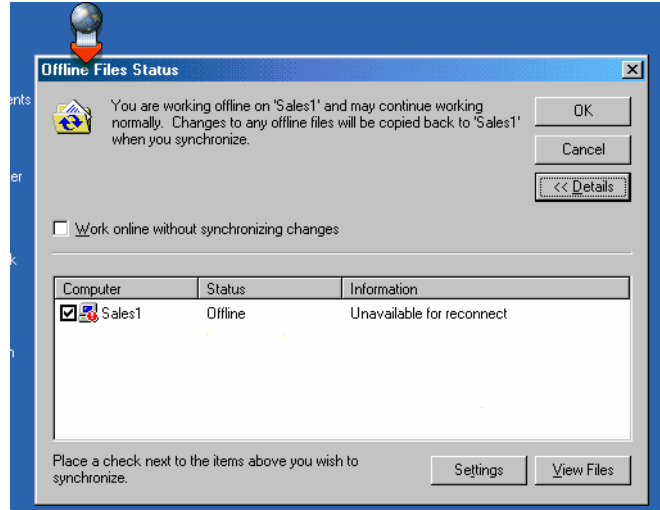 Offline Files Status
ents
You are working offline on 'Sales1' and may continue working
normally. Changes to any offline files will be copied back to 'Sales1'
when you synchronize.
OK
Cancel
er
<< Details
Work online without synchronizing changes
k
Computer Status Information
Sales1 Offline Unavailable for reconnect
n
Place a check next to the items above you wish to
synchronize.
Settings View Files